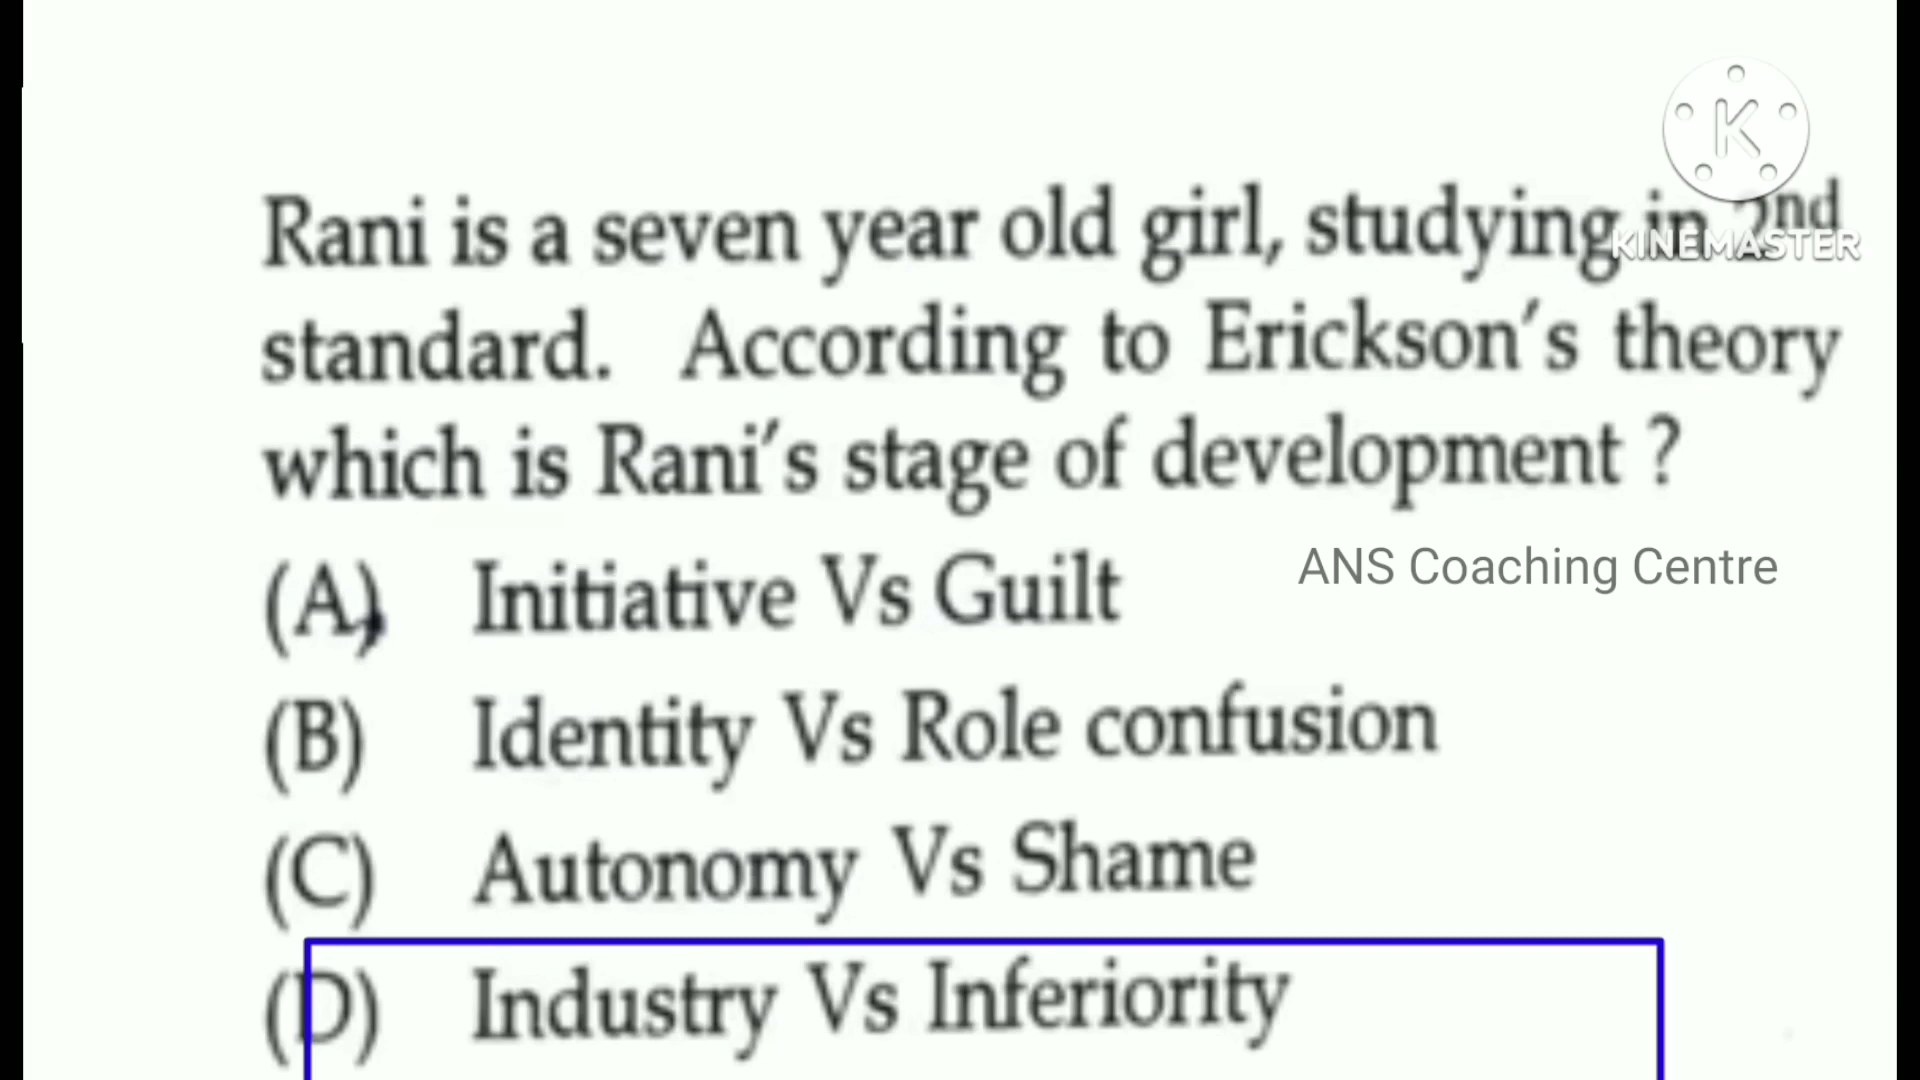 K
Rani is a seven year old girl, studying in 2nd
KINEMASTER
standard. According to Erickson's theory
which is Rani's stage of development ?
ANS Coaching Centre
(A) Initiative Vs Guilt
(B) Identity Vs Role confusion
(C) Autonomy Vs Shame
(D) Industry Vs Inferiority